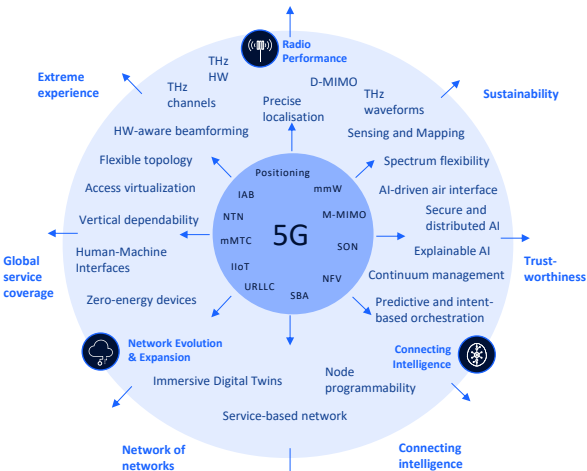 Radio
Performance
THz
HW
D-MIMO
Extreme
experience
THz
channels
THz
waveforms
Sustainability
Precise
localisation
HW-aware beamforming
Sensing and Mapping
Flexible topology
Spectrum flexibility
Positioning
mmW
Access virtualization
IAB
AI-driven air interface
Vertical dependability
NTN
M-MIMO
Secure and
distributed AI
5G
mMTC
SON
Human-Machine
Interfaces
Explainable AI
Global
service
coverage
Trust-
worthiness
IIoT
NFV
Continuum management
URLLC
SBA
Zero-energy devices
Predictive and intent-
based orchestration
Network Evolution
& Expansion
Connecting
Intelligence
Immersive Digital Twins
Node
programmability
Service-based network
Network of
networks
Connecting
intelligence